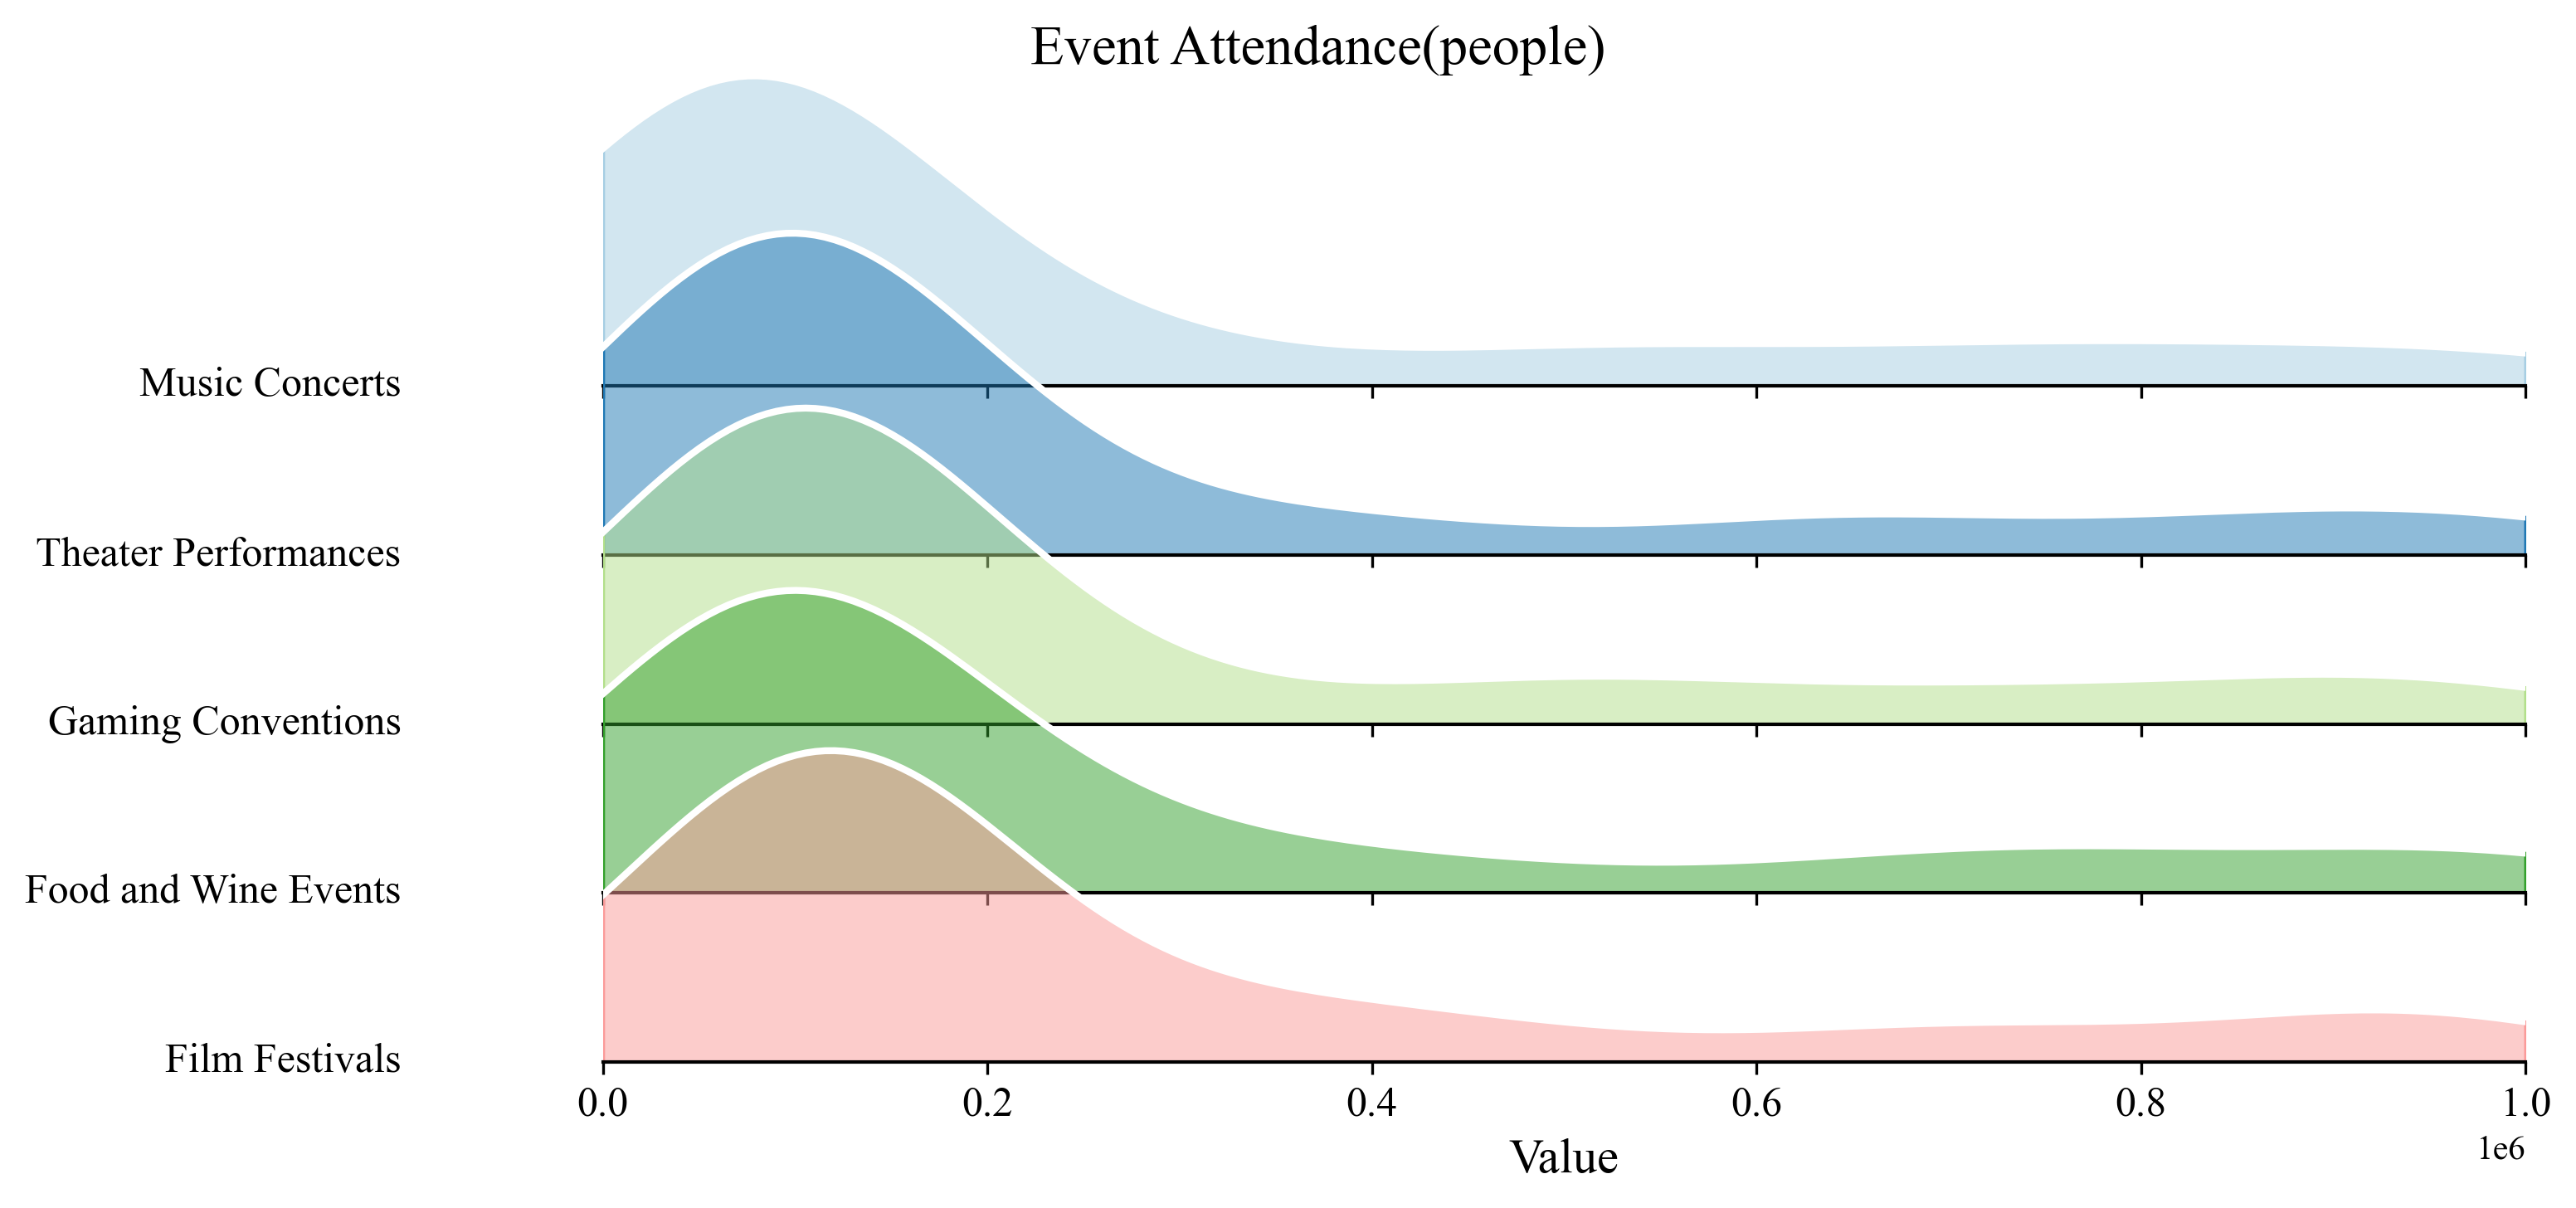 Event Attendance(people)
Music Concerts
Theater Performances
Gaming Conventions
Food and Wine Events
Film Festivals
0.0 0.2 0.4 0.6 0.8 1.0
1e6
Value